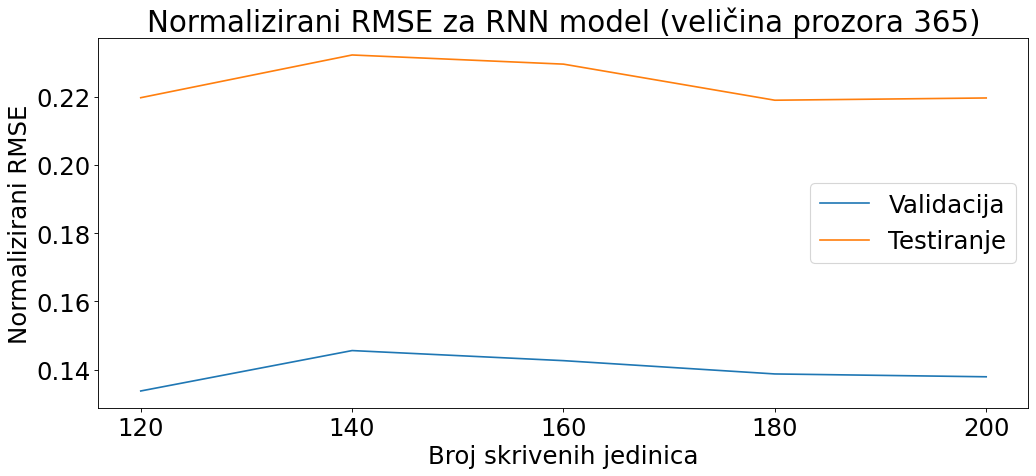 Normalizirani RMSE za RNN model (veličina prozora 365)
Normalizirani RMSE
0.22
0.20
0.18
0.16
0.14
Validacija
Testiranje
120 140 160 180 200
Broj skrivenih jedinica